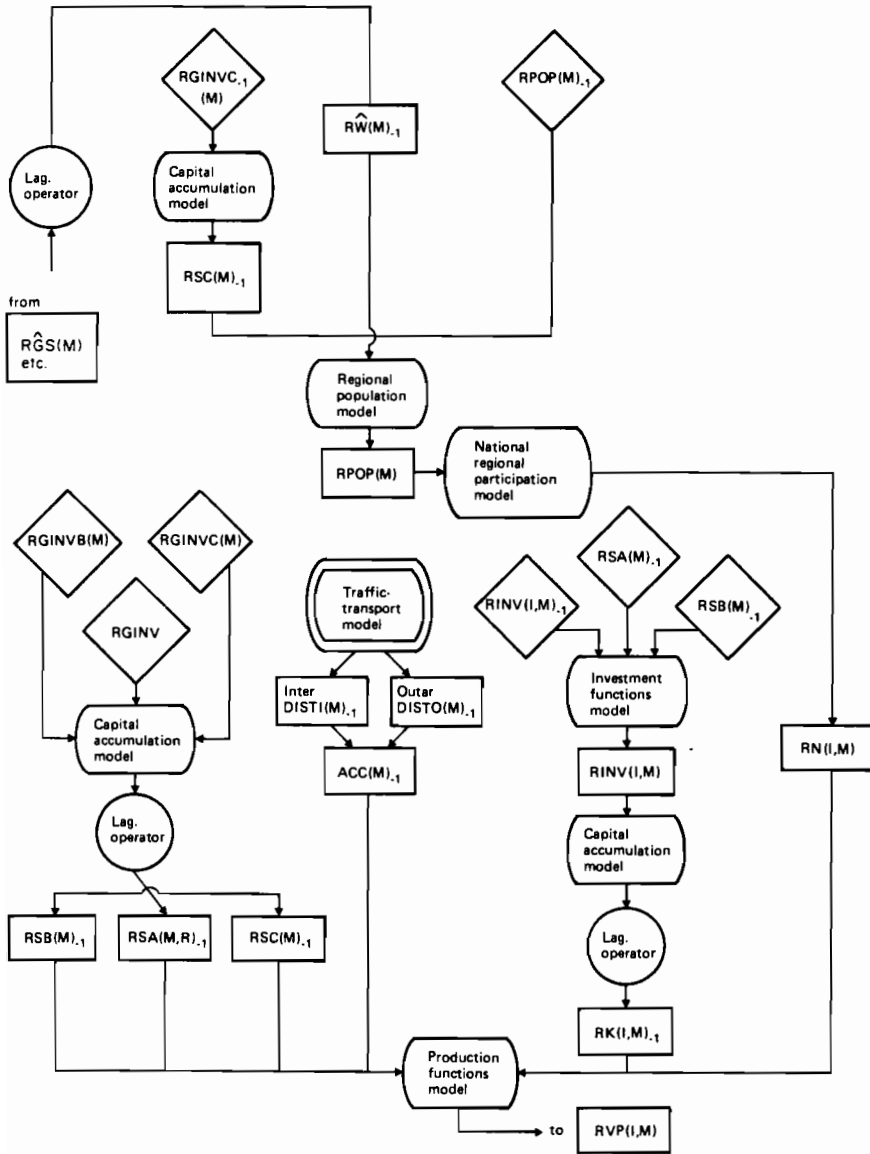 RGINVC₋₁
(M)
RPOP(M)₋₁
RŴ(M)₋₁
Lag.
operator
Capital
accumulation
model
RSC(M)₋₁
from
RĜS(M)
etc.
Regional
population
model
RPOP(M)
National
regional
participation
model
RGINVB(M)
RGINVC(M)
RGINV
Traffic-
transport
model
RSA(M)₋₁
RINV(I,M)₋₁
RSB(M)₋₁
Capital
accumulation
model
Inter
DISTI(M)₋₁
Outar
DISTO(M)₋₁
Investment
functions
model
ACC(M)₋₁
RINV(I,M)
RN(I,M)
Lag.
operator
Capital
accumulation
model
RSB(M)₋₁
RSA(M,R)₋₁
RSC(M)₋₁
Lag.
operator
RK(I,M)₋₁
Production
functions
model
to
RVP(I,M)